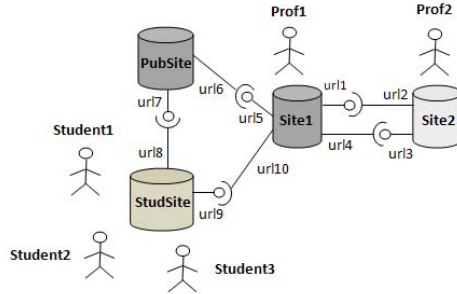 Prof1
Prof2
PubSite
url6
url7
url1
url2
url5
Site1
Site2
url4
url3
Student1
url8
url10
StudSite
url9
Student2
Student3